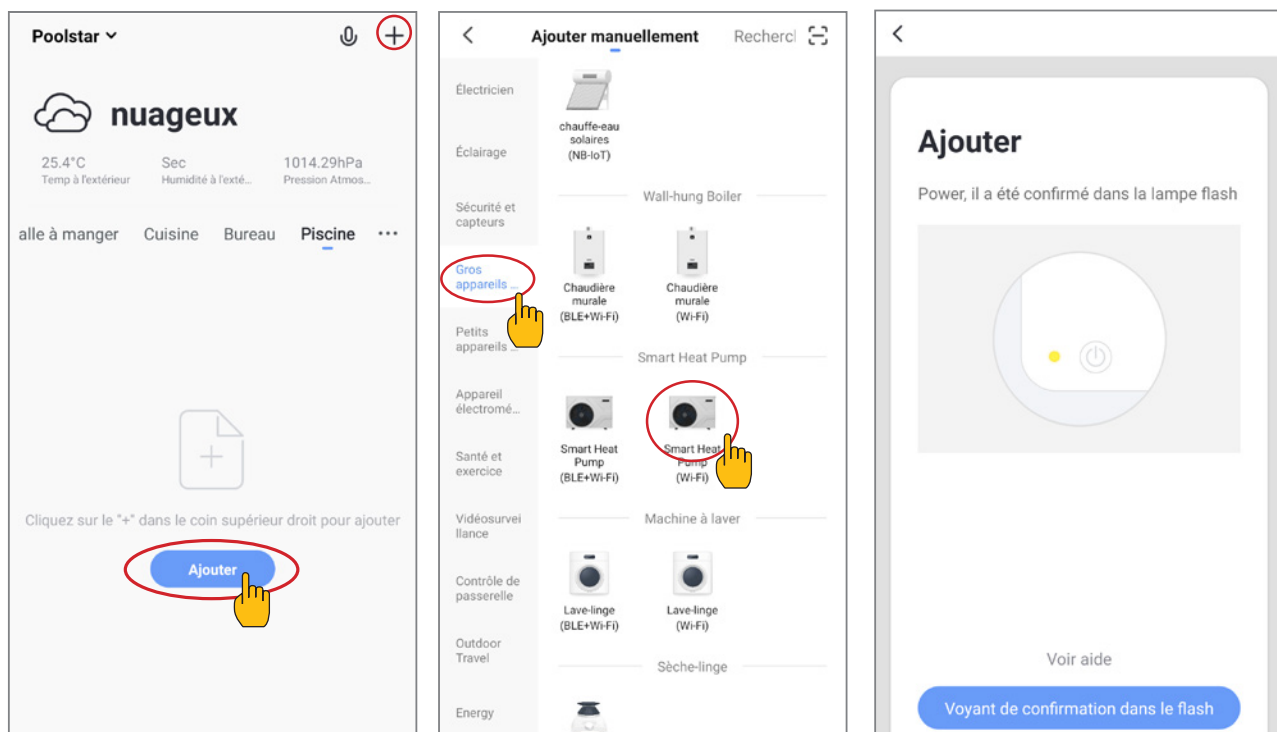 Poolstar
nuageux
25.4°C Sec 1014.29hPa
Temp à l'extérieur Humidité à l'exté... Pression Atmos...
alle à manger Cuisine Bureau Piscine
Cliquez sur le "+" dans le coin supérieur droit pour ajouter
Ajouter
Ajouter manuellement Recherc
Électricien
Éclairage
Sécurité et
capteurs
Gros
appareils ...
Petits
appareils ...
Appareil
électromé...
Santé et
exercice
Vidéosurvei
llance
Contrôle de
passerelle
Outdoor
Travel
Energy
chauffe-eau
solaires
(NB-IoT)
Wall-hung Boiler
Chaudière
murale
(BLE+Wi-Fi)
Chaudière
murale
(Wi-Fi)
Smart Heat Pump
Smart Heat
Pump
(BLE+Wi-Fi)
Smart Heat
Pump
(Wi-Fi)
Machine à laver
Lave-linge
(BLE+Wi-Fi)
Lave-linge
(Wi-Fi)
Sèche-linge
Ajouter
Power, il a été confirmé dans la lampe flash
Voir aide
Voyant de confirmation dans le flash